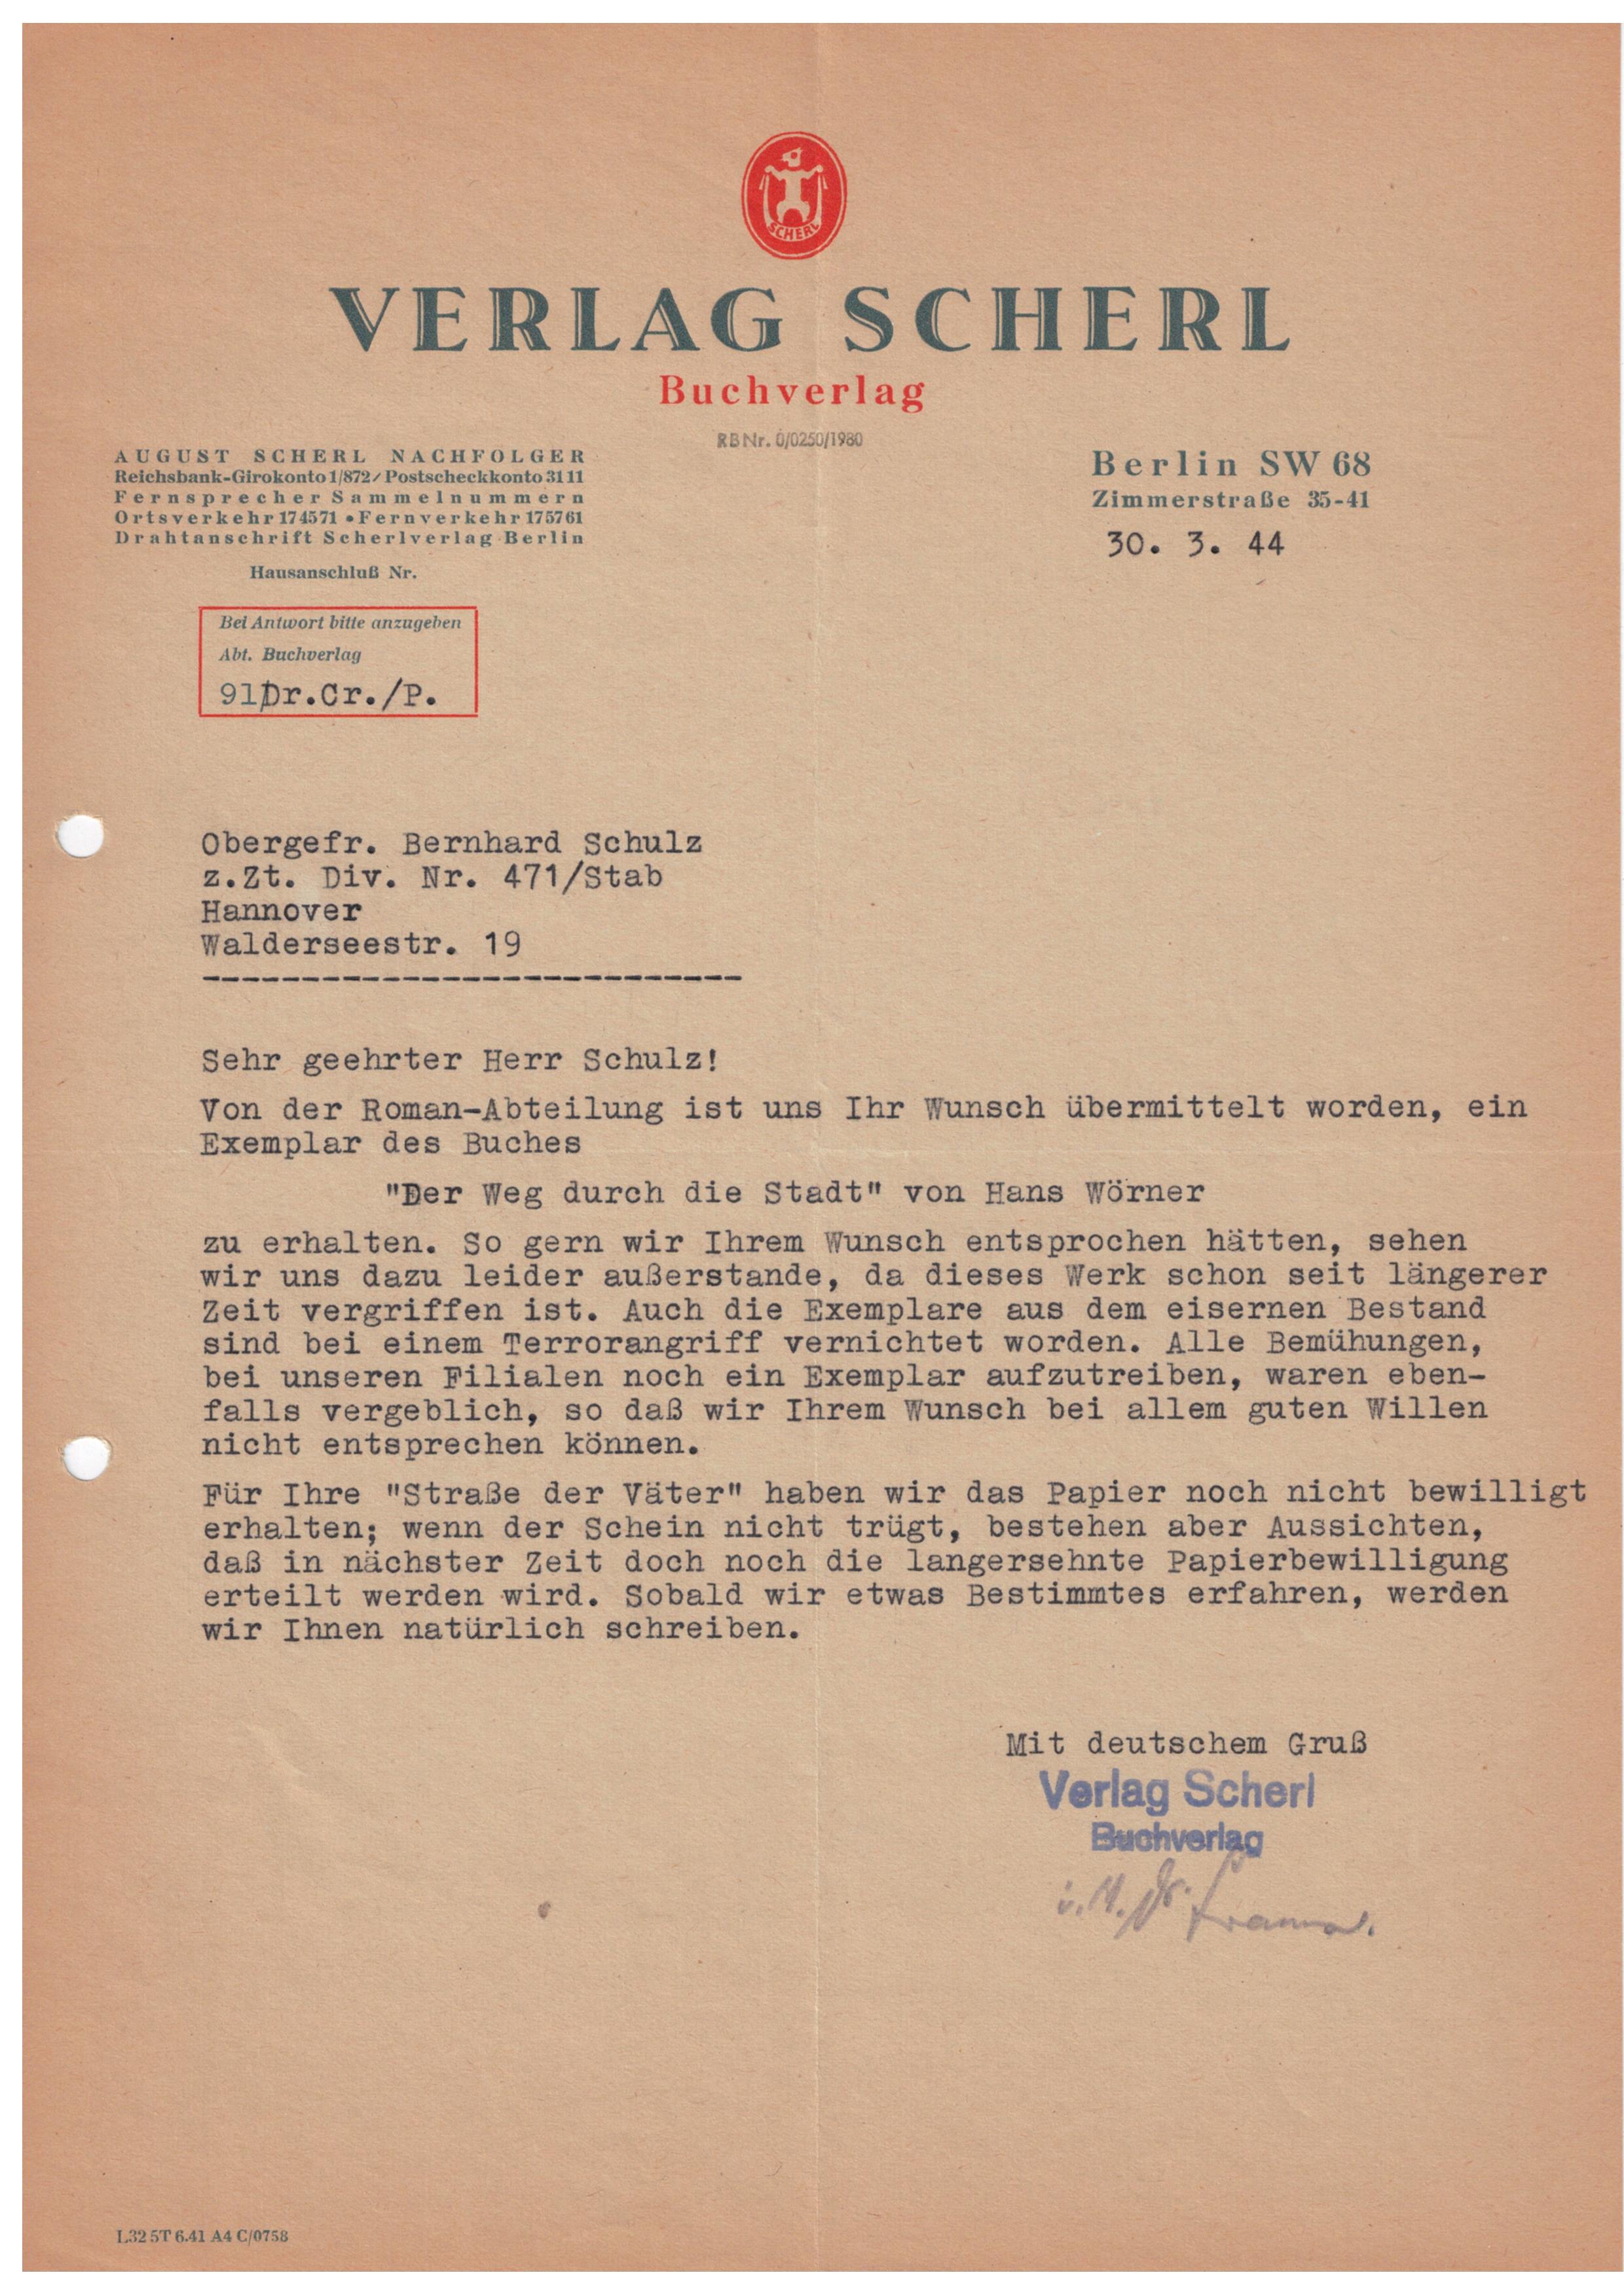 SCHERL
VERLAG SCHERL
Buchverlag
RBNr. 0/0250/1980
AUGUST SCHERL NACHFOLGER
Reichsbank-Girokonto 1/872 / Postscheckkonto 3111
Fernsprecher Sammelnummern
Ortsverkehr 174571 • Fernverkehr 175761
Drahtanschrift Scherlverlag Berlin
Hausanschluß Nr.
Berlin SW 68
Zimmerstraße 35-41
30. 3. 44
Bei Antwort bitte anzugeben
Abt. Buchverlag
91Dr.Cr./P.
Obergefr. Bernhard Schulz
z.Zt. Div. Nr. 471/Stab
Hannover
Walderseestr. 19
---------------------------
Sehr geehrter Herr Schulz!
Von der Roman-Abteilung ist uns Ihr Wunsch übermittelt worden, ein
Exemplar des Buches
"Der Weg durch die Stadt" von Hans Wörner
zu erhalten. So gern wir Ihrem Wunsch entsprochen hätten, sehen
wir uns dazu leider außerstande, da dieses Werk schon seit längerer
Zeit vergriffen ist. Auch die Exemplare aus dem eisernen Bestand
sind bei einem Terrorangriff vernichtet worden. Alle Bemühungen,
bei unseren Filialen noch ein Exemplar aufzutreiben, waren eben-
falls vergeblich, so daß wir Ihrem Wunsch bei allem guten Willen
nicht entsprechen können.
Für Ihre "Straße der Väter" haben wir das Papier noch nicht bewilligt
erhalten; wenn der Schein nicht trügt, bestehen aber Aussichten,
daß in nächster Zeit doch noch die langersehnte Papierbewilligung
erteilt werden wird. Sobald wir etwas Bestimmtes erfahren, werden
wir Ihnen natürlich schreiben.
Mit deutschem Gruß
Verlag Scherl
Buchverlag
L32 5T 6.41 A4 C/0758